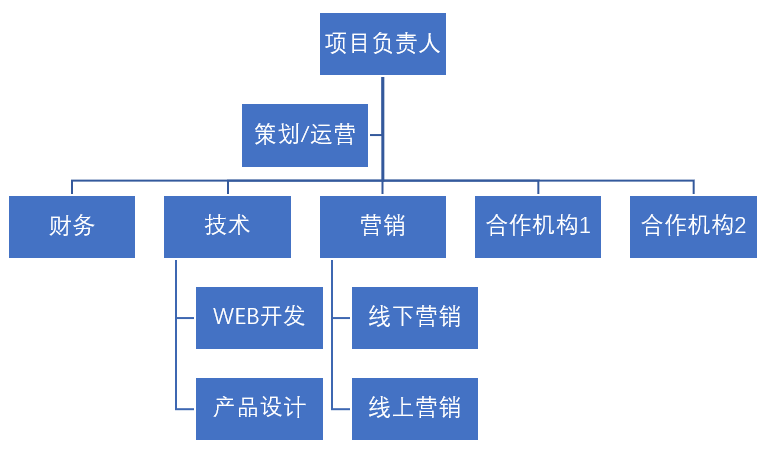 项目负责人
策划/运营
财务
技术
营销
合作机构1
合作机构2
WEB开发
线下营销
产品设计
线上营销